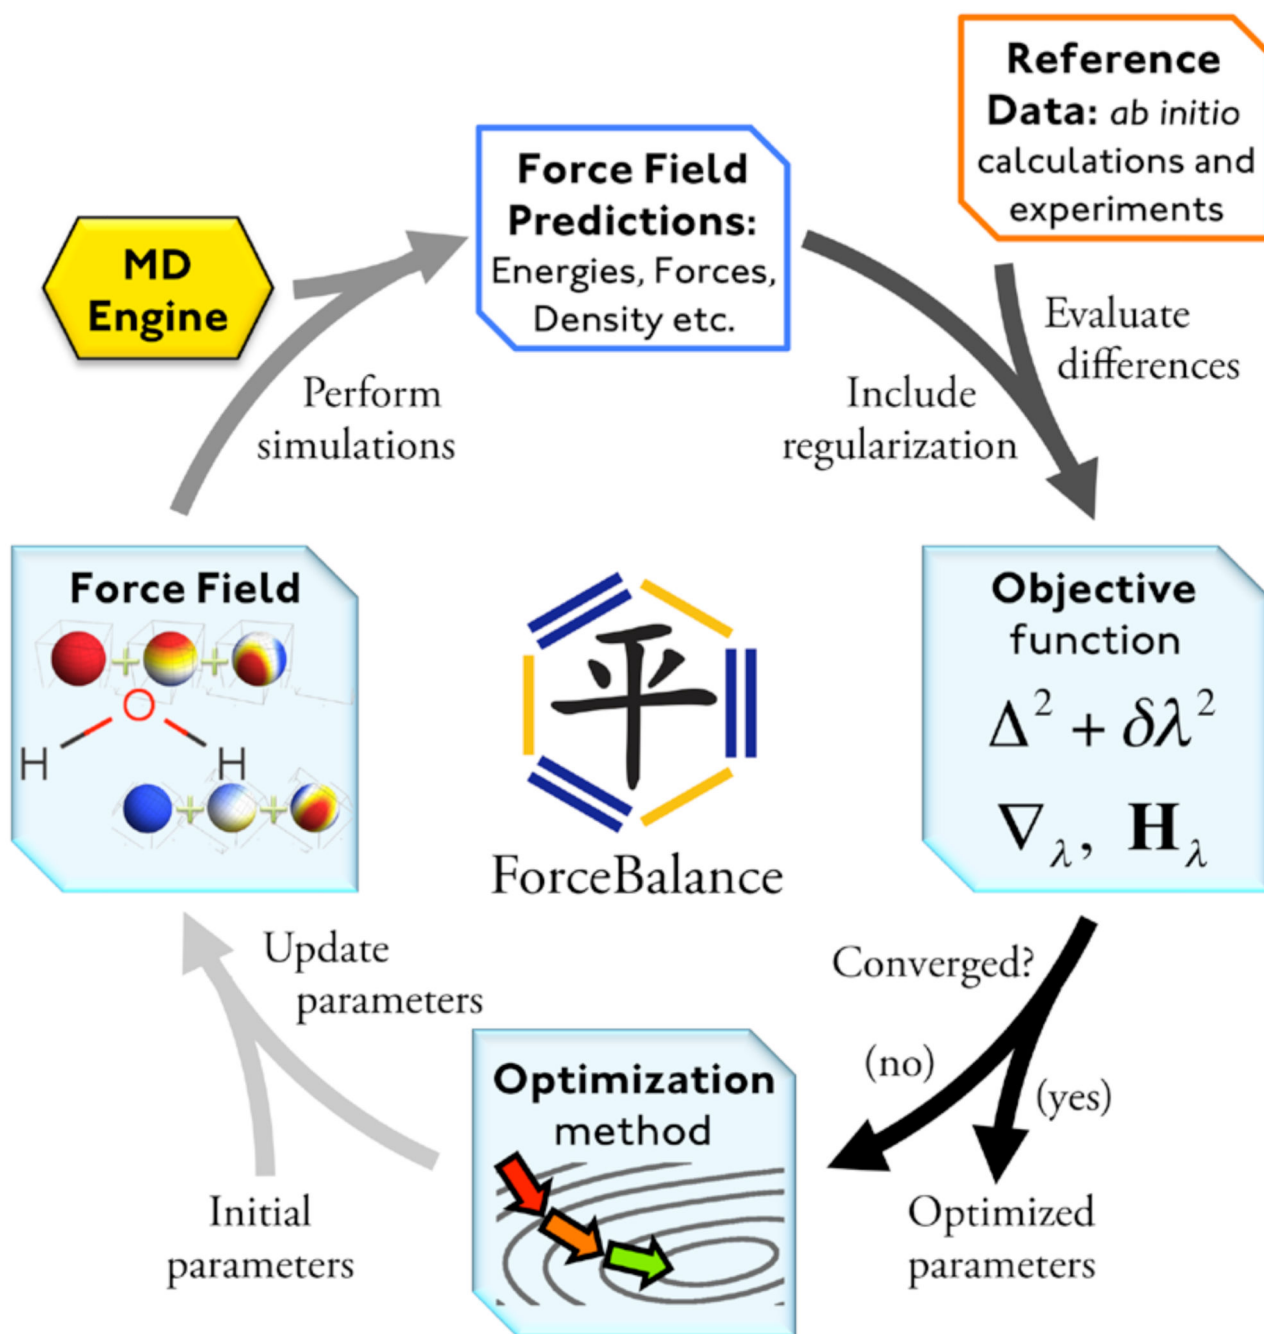 Reference
Data: ab initio
calculations and
experiments
Force Field
Predictions:
Energies, Forces,
Density etc.
MD
Engine
Evaluate
differences
Perform
simulations
Include
regularization
Force Field
O
H
H
+
+
+
+
平
ForceBalance
Objective
function
Δ² + δλ²
∇λ, Hλ
Update
parameters
Converged?
(no)
(yes)
Optimization
method
Initial
parameters
Optimized
parameters